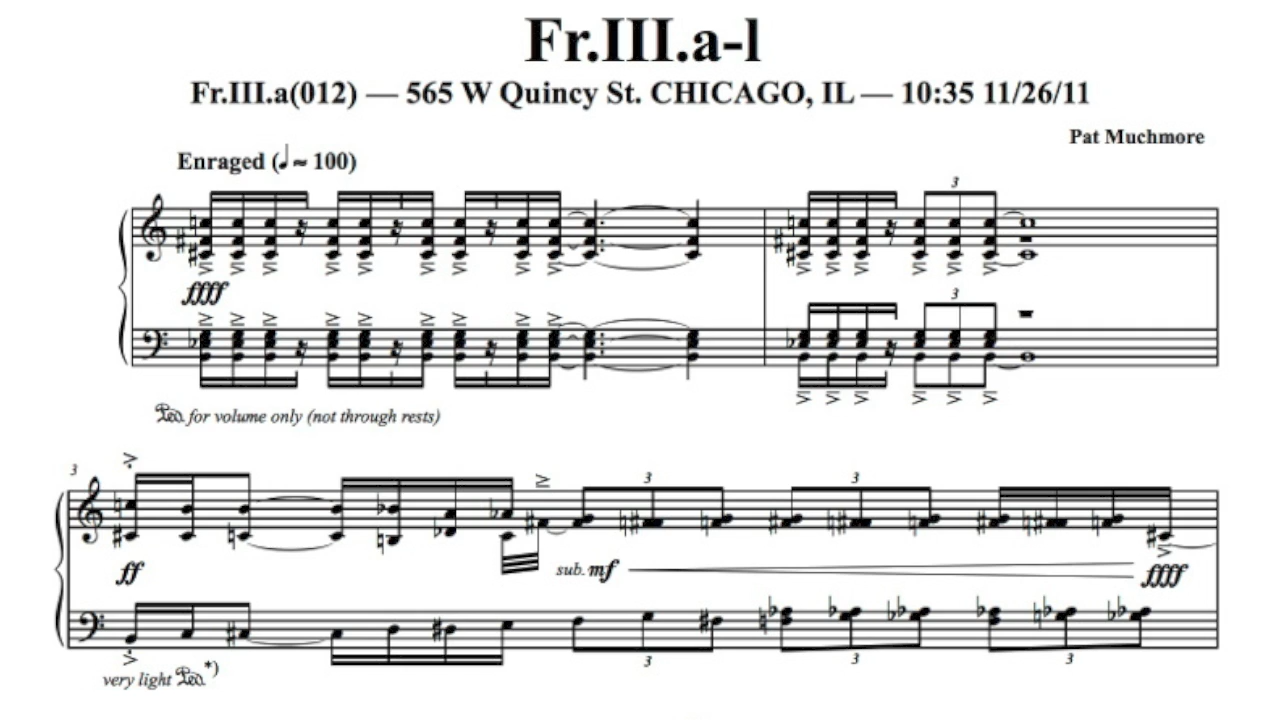 Fr.III.a-l
Fr.III.a(012) — 565 W Quincy St. CHICAGO, IL — 10:35 11/26/11
Pat Muchmore
Enraged (♩ ≈ 100)
3
ffff
3
Ped. for volume only (not through rests)
3
3
3
ff
sub. mf
ffff
3
3
3
very light Ped.*)